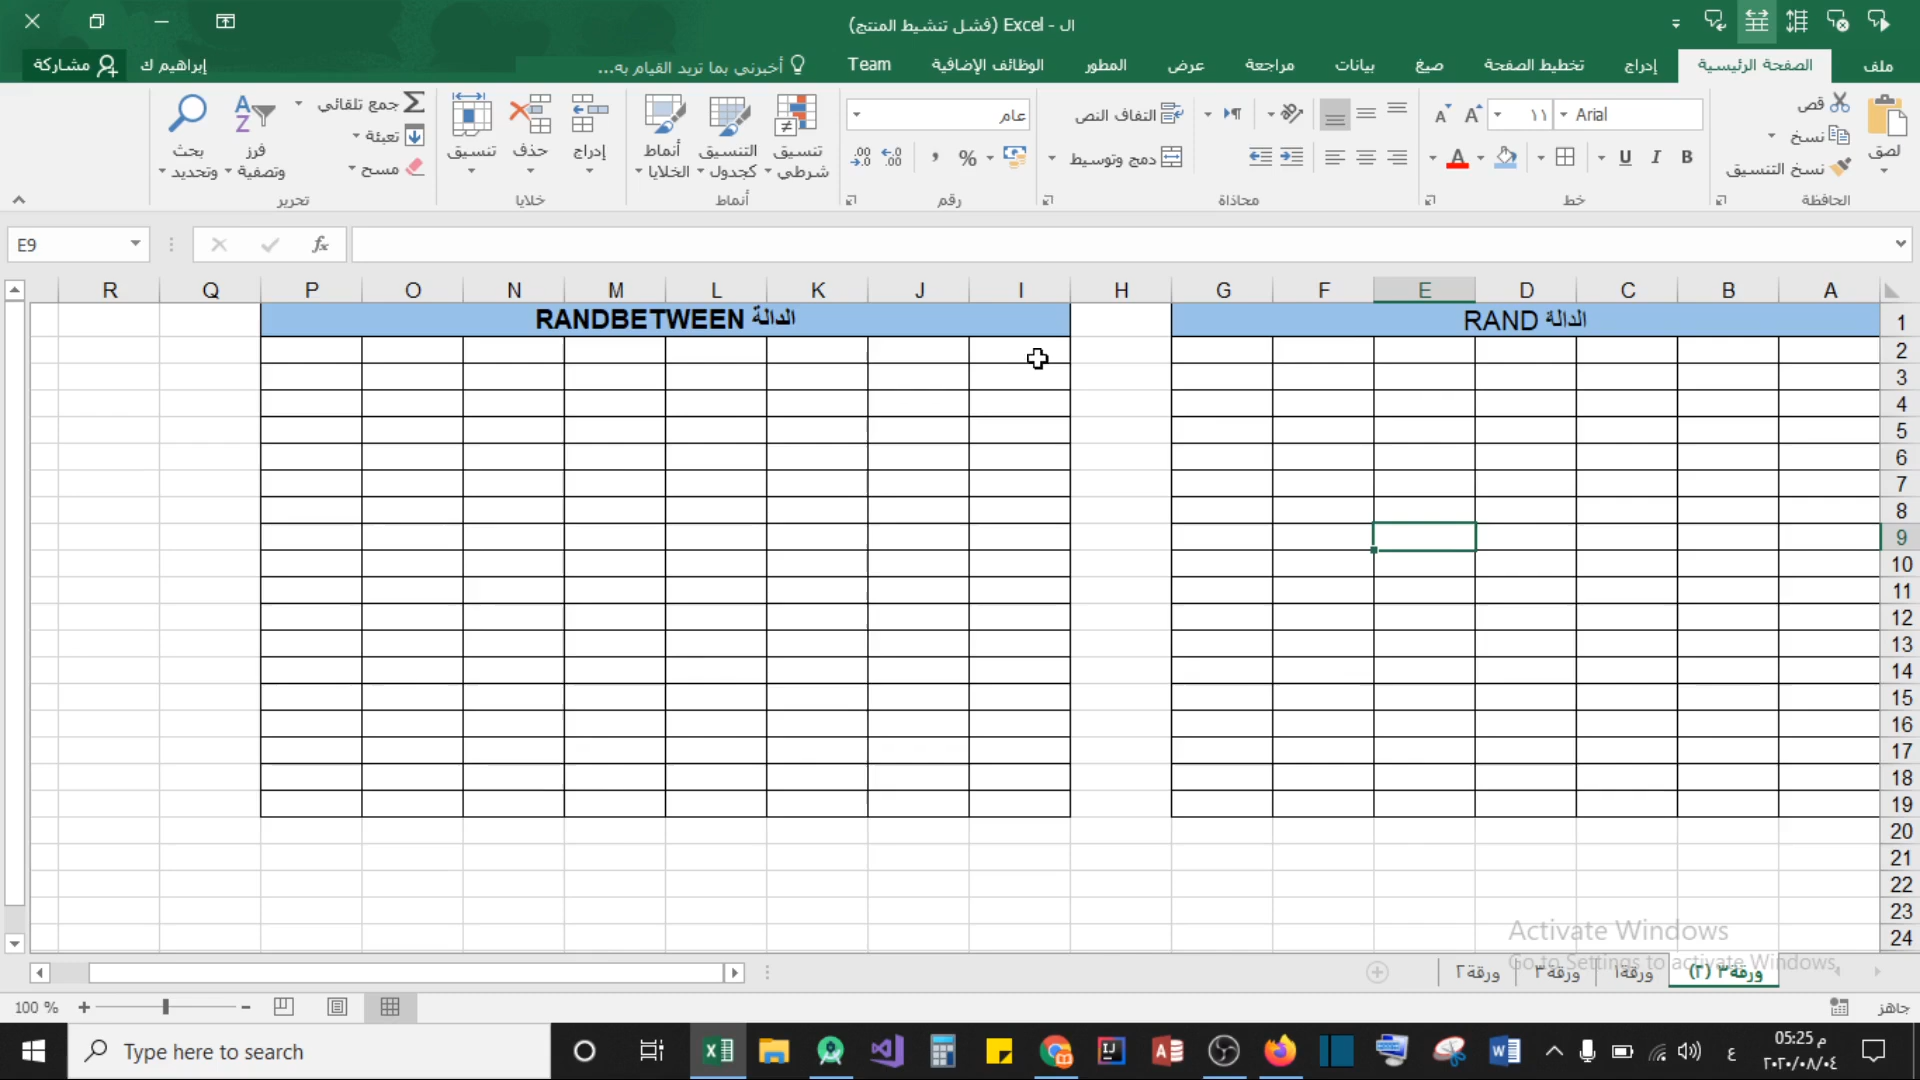 ال - Excel (فشل تنشيط المنتج)
ملف الصفحة الرئيسية إدراج تخطيط الصفحة صيغ بيانات مراجعة عرض المطور الوظائف الإضافية Team أخبرني بما تريد القيام به... إبراهيم ك مشاركة
لصق
قص
نسخ
نسخ التنسيق
الحافظة
Arial ١١
B I U
خط
التفاف النص
دمج وتوسيط
محاذاة
عام
%
رقم
تنسيق شرطي
التنسيق كجدول
أنماط الخلايا
أنماط
إدراج
حذف
تنسيق
خلايا
جمع تلقائي
تعبئة
مسح
فرز وتصفية
بحث وتحديد
تحرير
E9
fx
A B C D E F G H I J K L M N O P Q R
الدالة RAND
الدالة RANDBETWEEN
1
2
3
4
5
6
7
8
9
10
11
12
13
14
15
16
17
18
19
20
21
22
23
24
Activate Windows
Go to Settings to activate Windows.
ورقة٣ (٢) ورقة١ ورقة٣ ورقة٢
جاهز
100 %
Type here to search
ع
05:25 م
٢٠٢٠/٠٨/٠٤